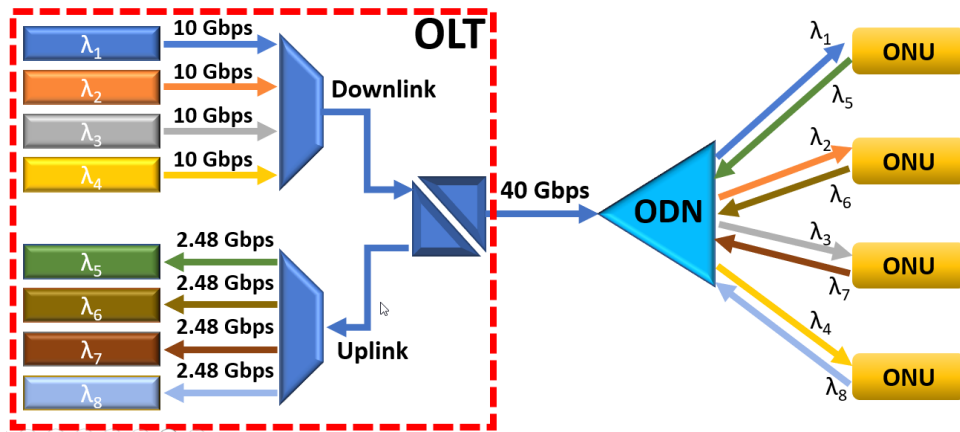 OLT
λ1
10 Gbps
λ2
10 Gbps
λ3
10 Gbps
λ4
10 Gbps
Downlink
40 Gbps
λ5
2.48 Gbps
λ6
2.48 Gbps
λ7
2.48 Gbps
λ8
2.48 Gbps
Uplink
ODN
λ1
λ5
ONU
λ2
λ6
ONU
λ3
λ7
ONU
λ4
λ8
ONU